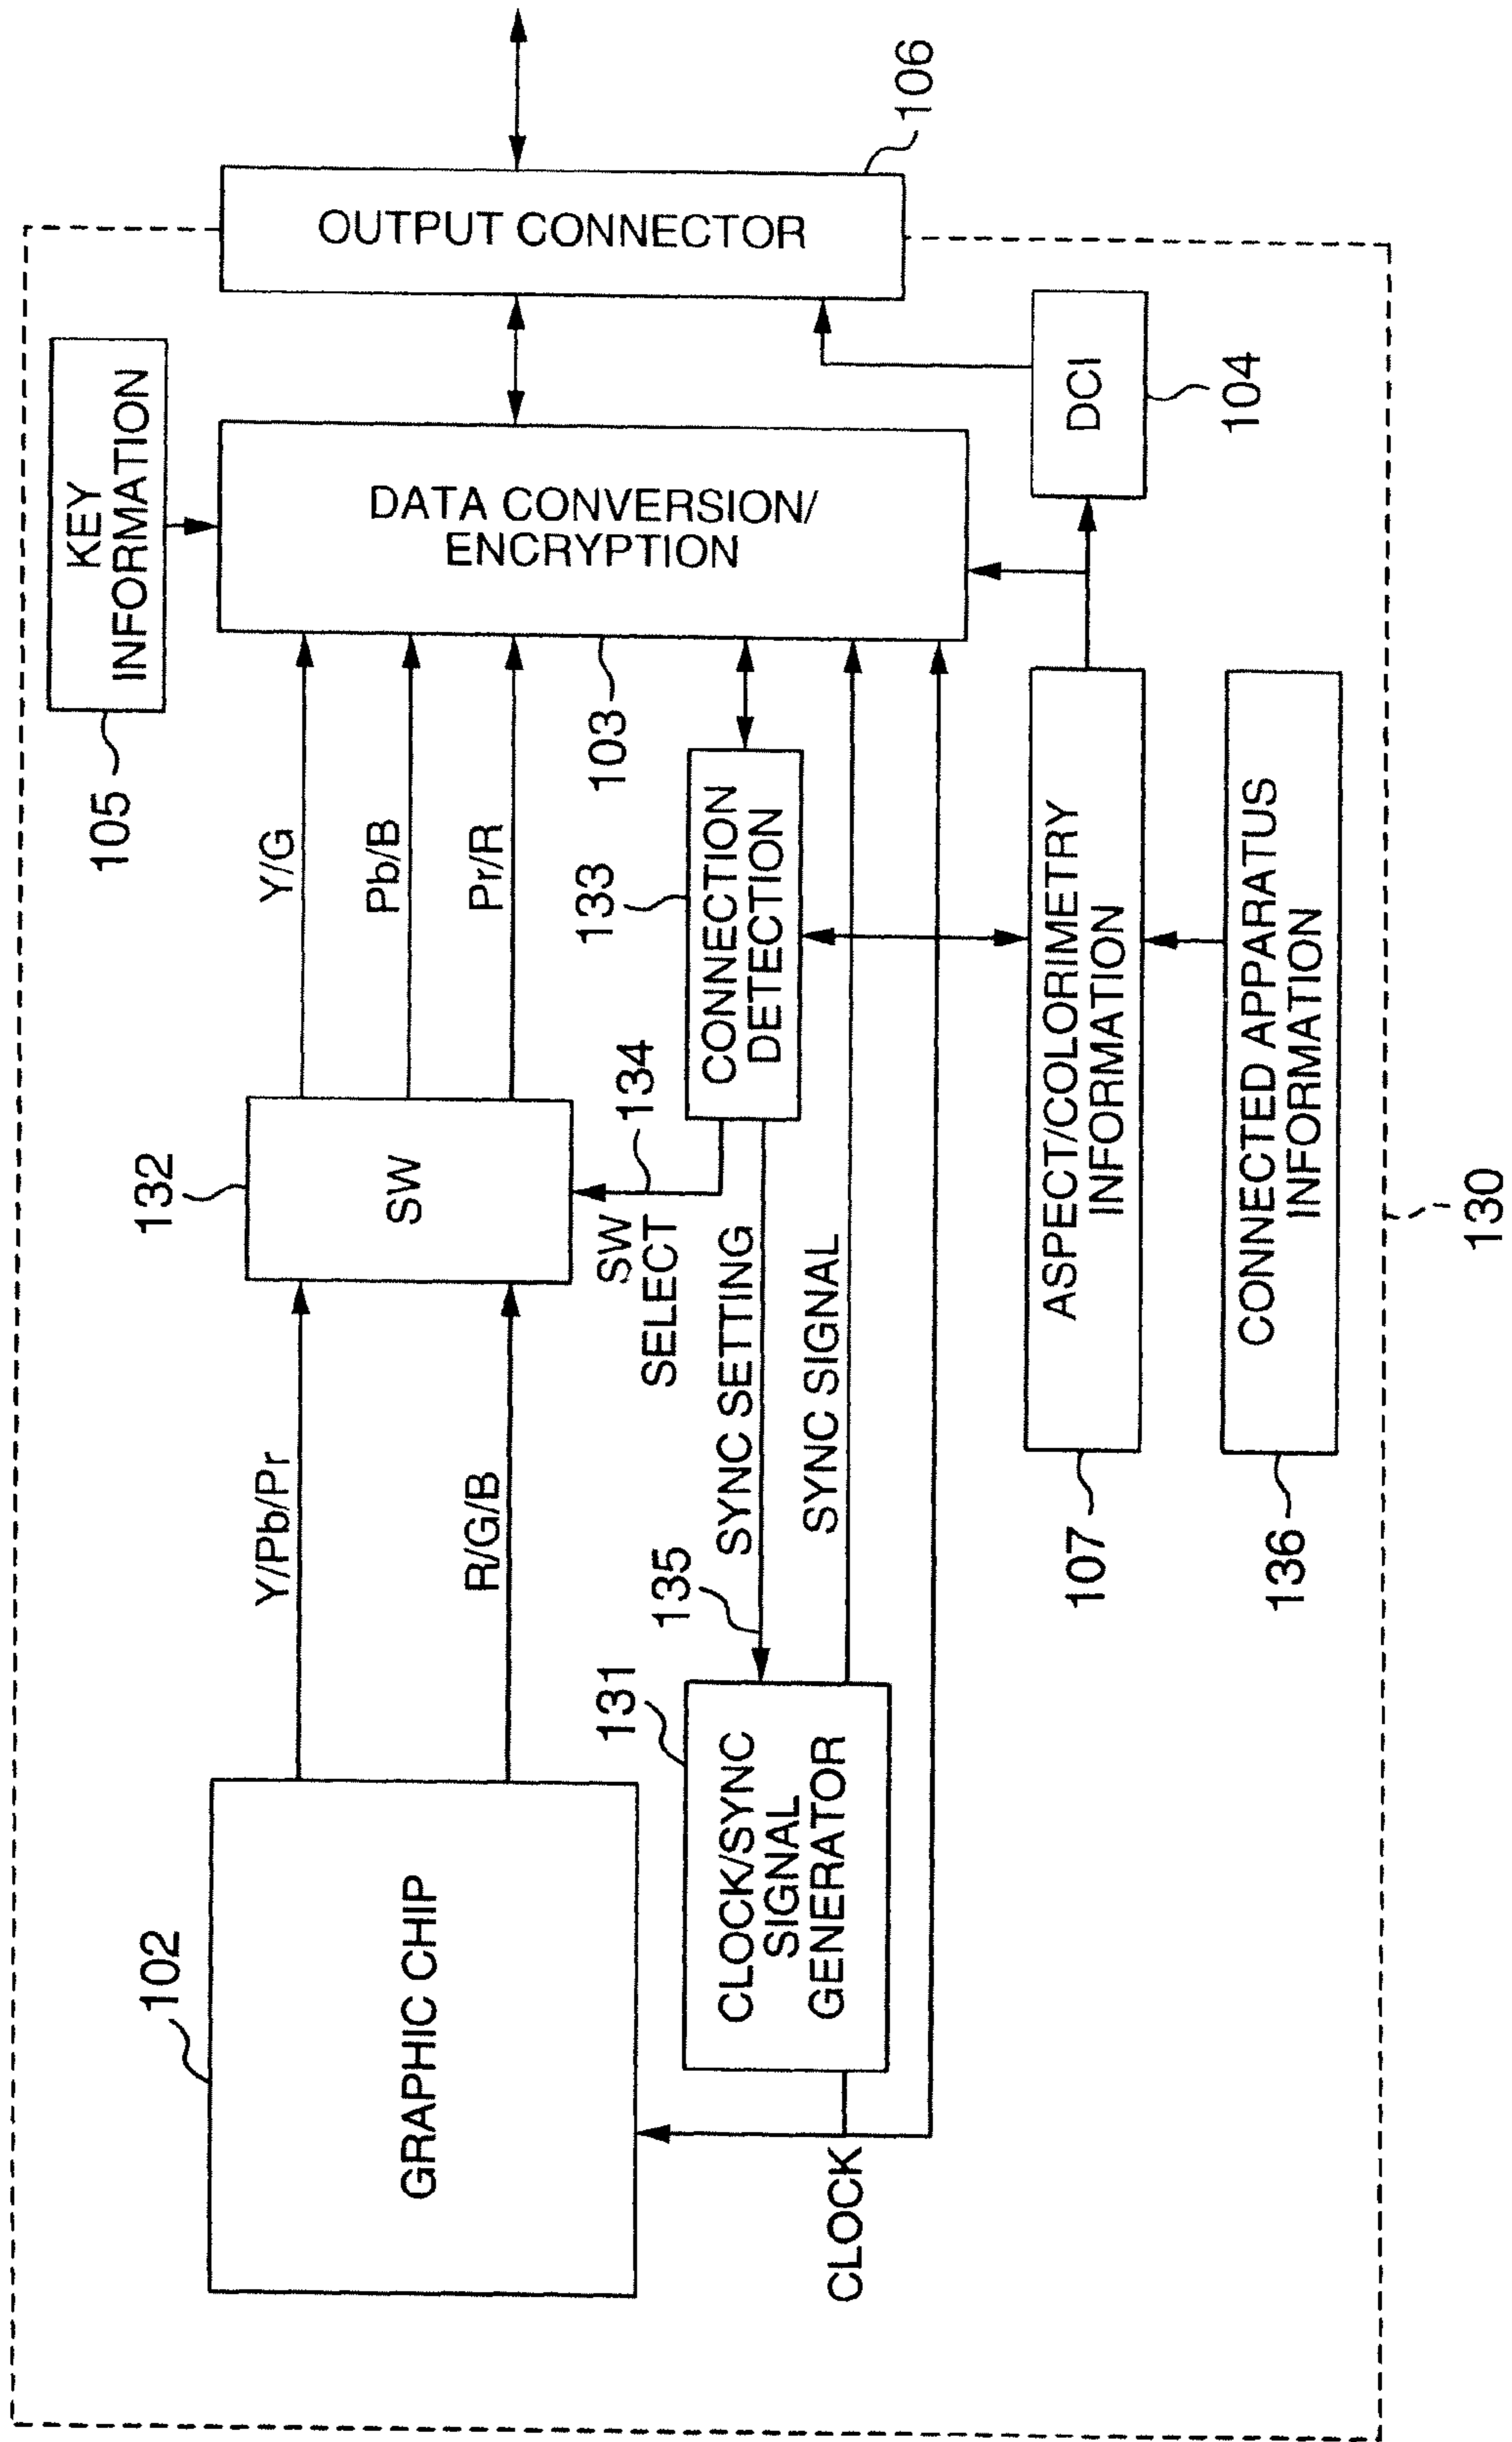 KEY
INFORMATION
105
OUTPUT CONNECTOR
106
DATA CONVERSION/
ENCRYPTION
103
DCI
104
Y/G
Pb/B
Pr/R
133
CONNECTION
DETECTION
132
SW
134
SW
SELECT
SYNC SETTING
SYNC SIGNAL
ASPECT/COLORIMETRY
INFORMATION
107
CONNECTED APPARATUS
INFORMATION
136
130
Y/Pb/Pr
R/G/B
135
131
CLOCK/SYNC
SIGNAL
GENERATOR
102
GRAPHIC CHIP
CLOCK